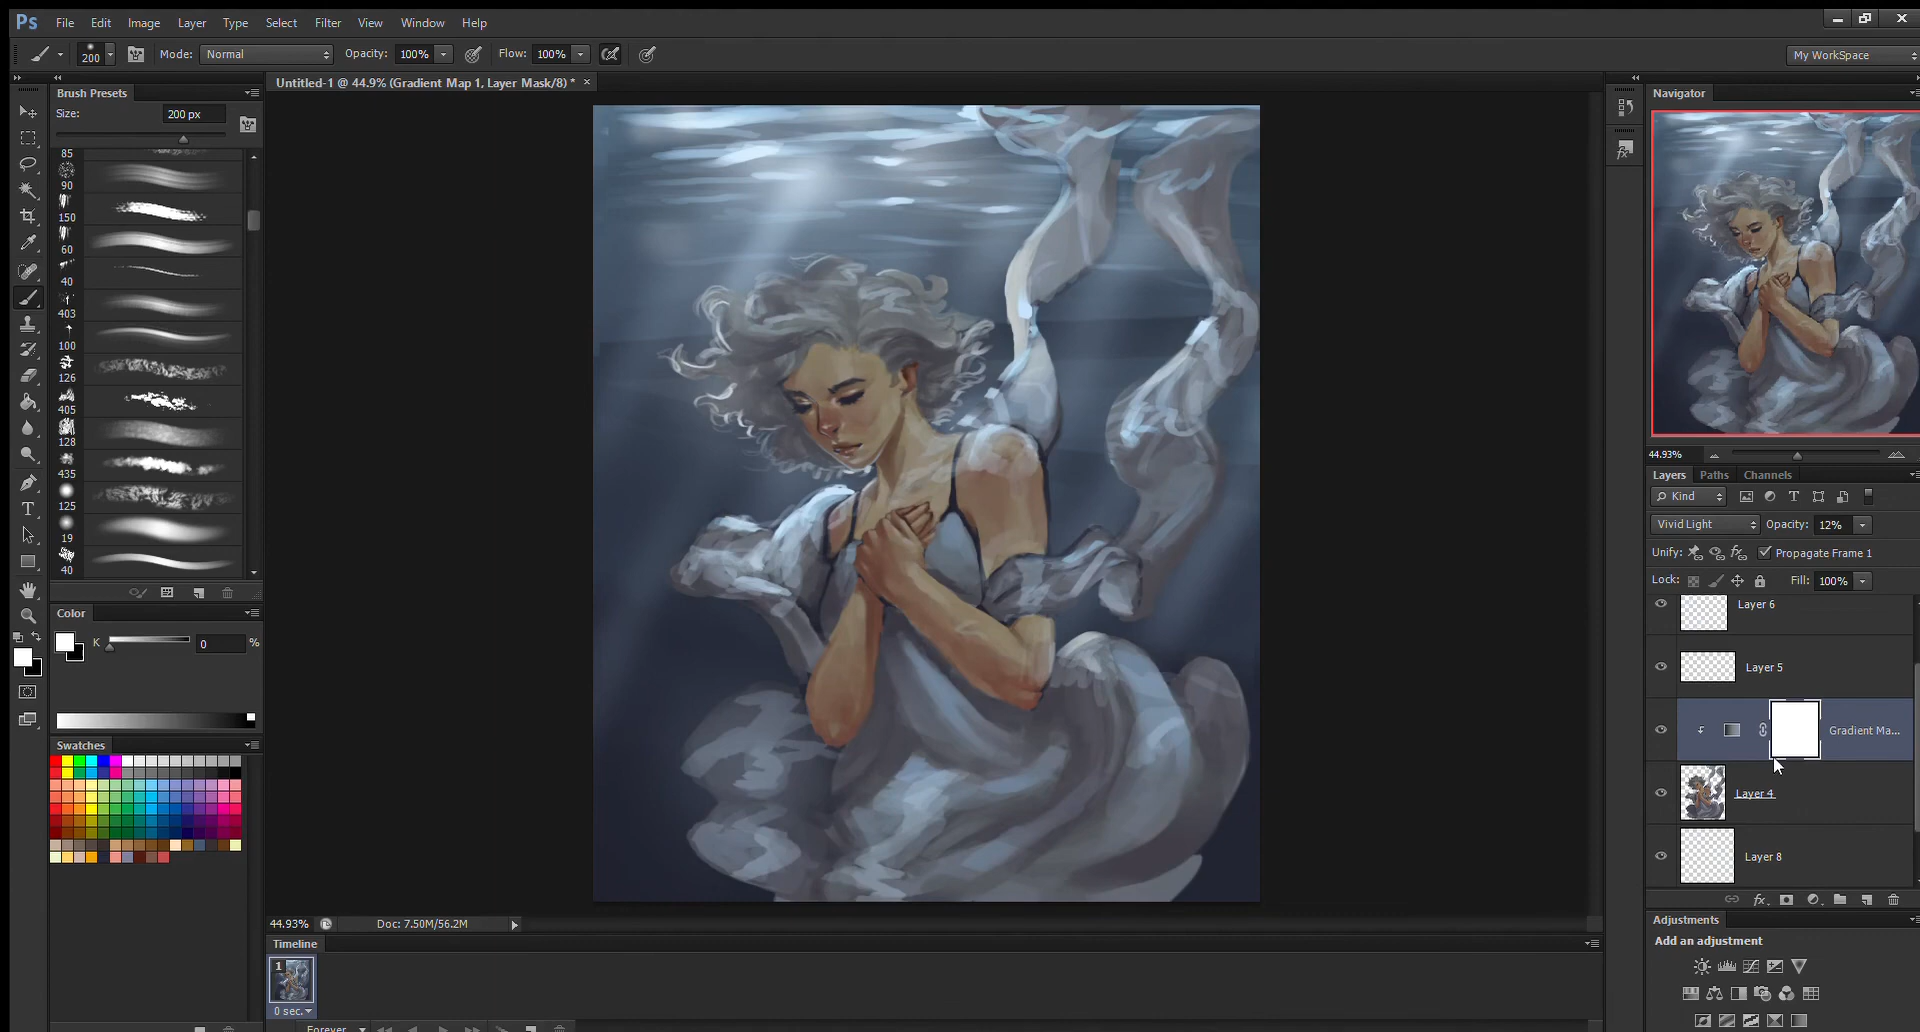 Ps File Edit Image Layer Type Select Filter View Window Help
200 Mode: Normal Opacity: 100% Flow: 100% My WorkSpace
Untitled-1 @ 44.9% (Gradient Map 1, Layer Mask/8) * ×
Brush Presets
Size: 200 px
85
90
150
60
40
403
100
126
405
128
435
125
19
40
Color
K 0 %
Swatches
Navigator
44.93%
Layers Paths Channels
Kind
Vivid Light Opacity: 12%
Unify: Propagate Frame 1
Lock: Fill: 100%
Layer 6
Layer 5
Gradient Ma...
Layer 4
Layer 8
Adjustments
Add an adjustment
44.93% Doc: 7.50M/56.2M
Timeline
1
0 sec.
Forever